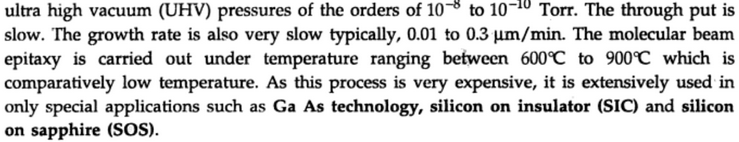 ultra high vacuum (UHV) pressures of the orders of 10⁻⁸ to 10⁻¹⁰ Torr. The through put is
slow. The growth rate is also very slow typically, 0.01 to 0.3 μm/min. The molecular beam
epitaxy is carried out under temperature ranging between 600°C to 900°C which is
comparatively low temperature. As this process is very expensive, it is extensively used in
only special applications such as Ga As technology, silicon on insulator (SIC) and silicon
on sapphire (SOS).